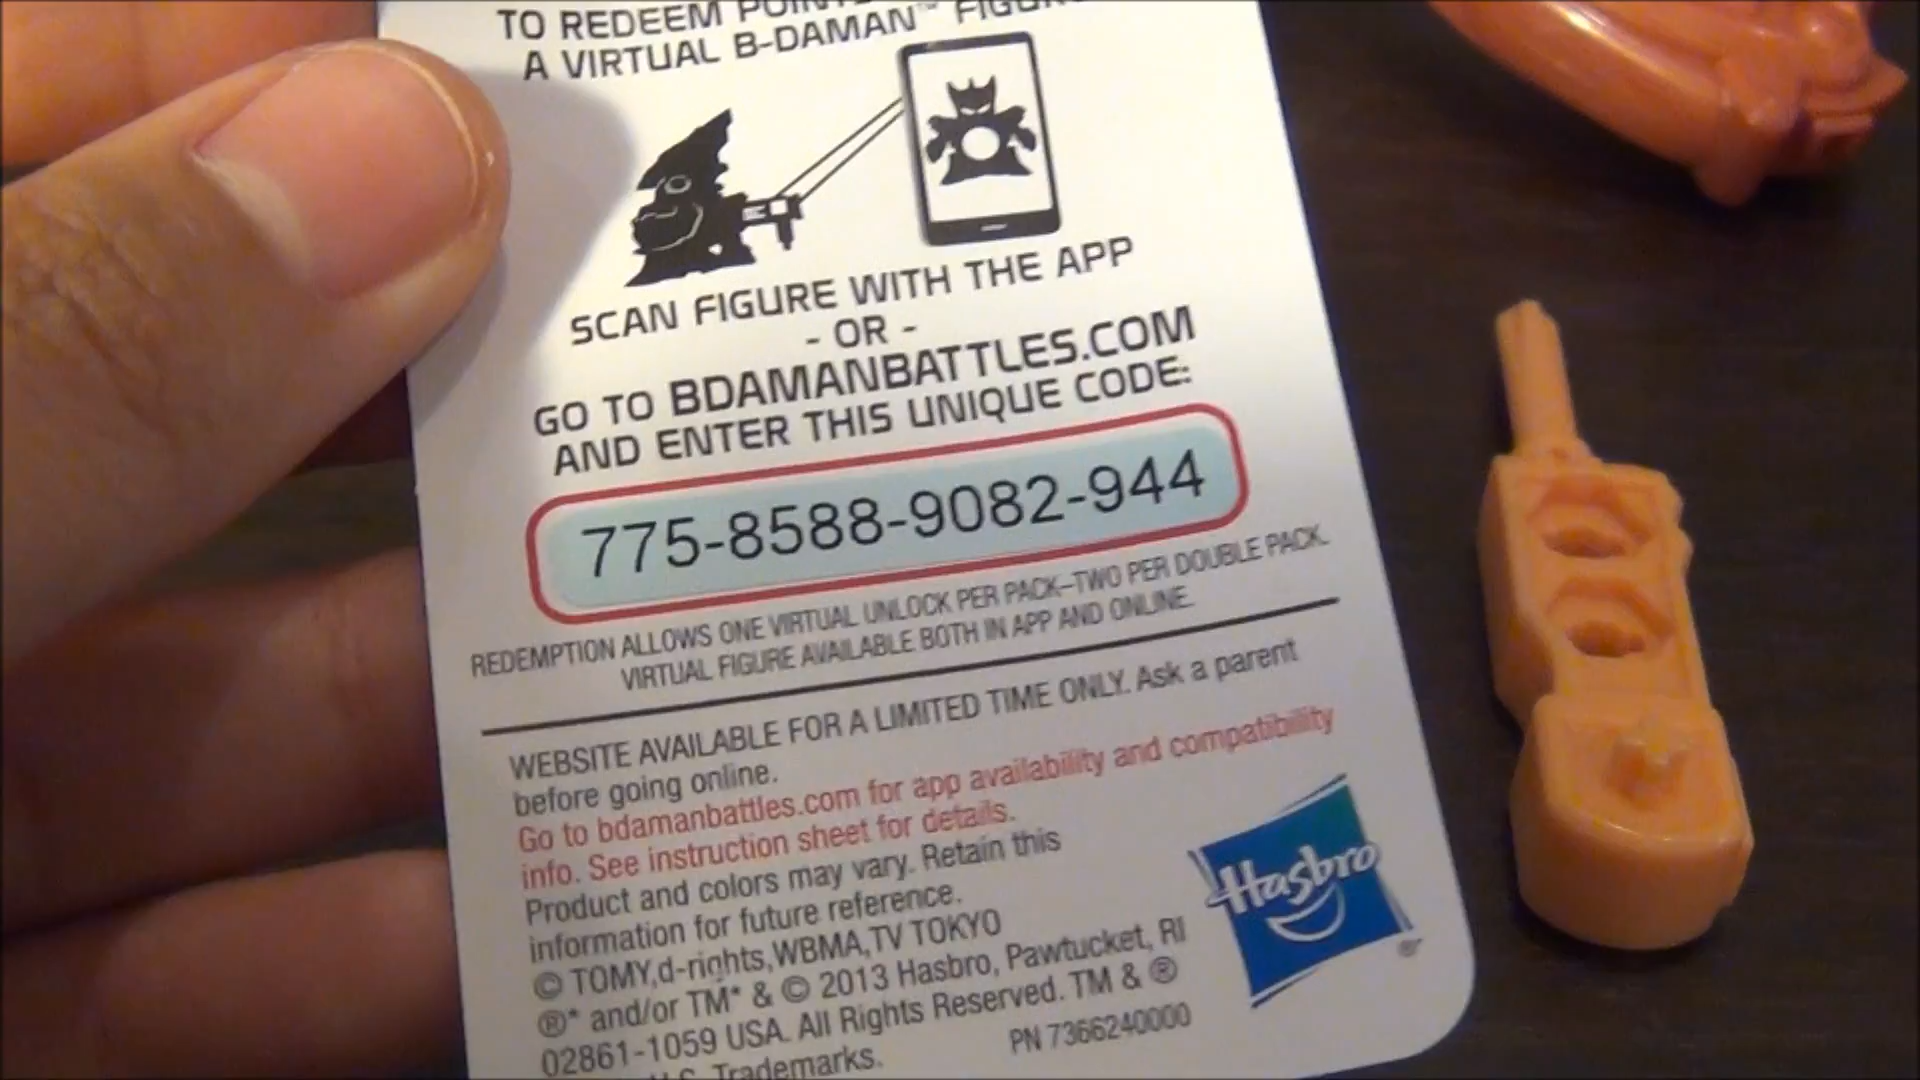 TO REDEEM POINTS
A VIRTUAL B-DAMAN™ FIGURE
SCAN FIGURE WITH THE APP
- OR -
GO TO BDAMANBATTLES.COM
AND ENTER THIS UNIQUE CODE:
775-8588-9082-944
REDEMPTION ALLOWS ONE VIRTUAL UNLOCK PER PACK–TWO PER DOUBLE PACK.
VIRTUAL FIGURE AVAILABLE BOTH IN APP AND ONLINE.
WEBSITE AVAILABLE FOR A LIMITED TIME ONLY. Ask a parent
before going online.
Go to bdamanbattles.com for app availability and compatibility
info. See instruction sheet for details.
Product and colors may vary. Retain this
information for future reference.
© TOMY,d-rights,WBMA,TV TOKYO
®* and/or TM* & © 2013 Hasbro, Pawtucket, RI
02861-1059 USA. All Rights Reserved. TM & ®
U.S. Trademarks.
PN 7366240000
Hasbro
®